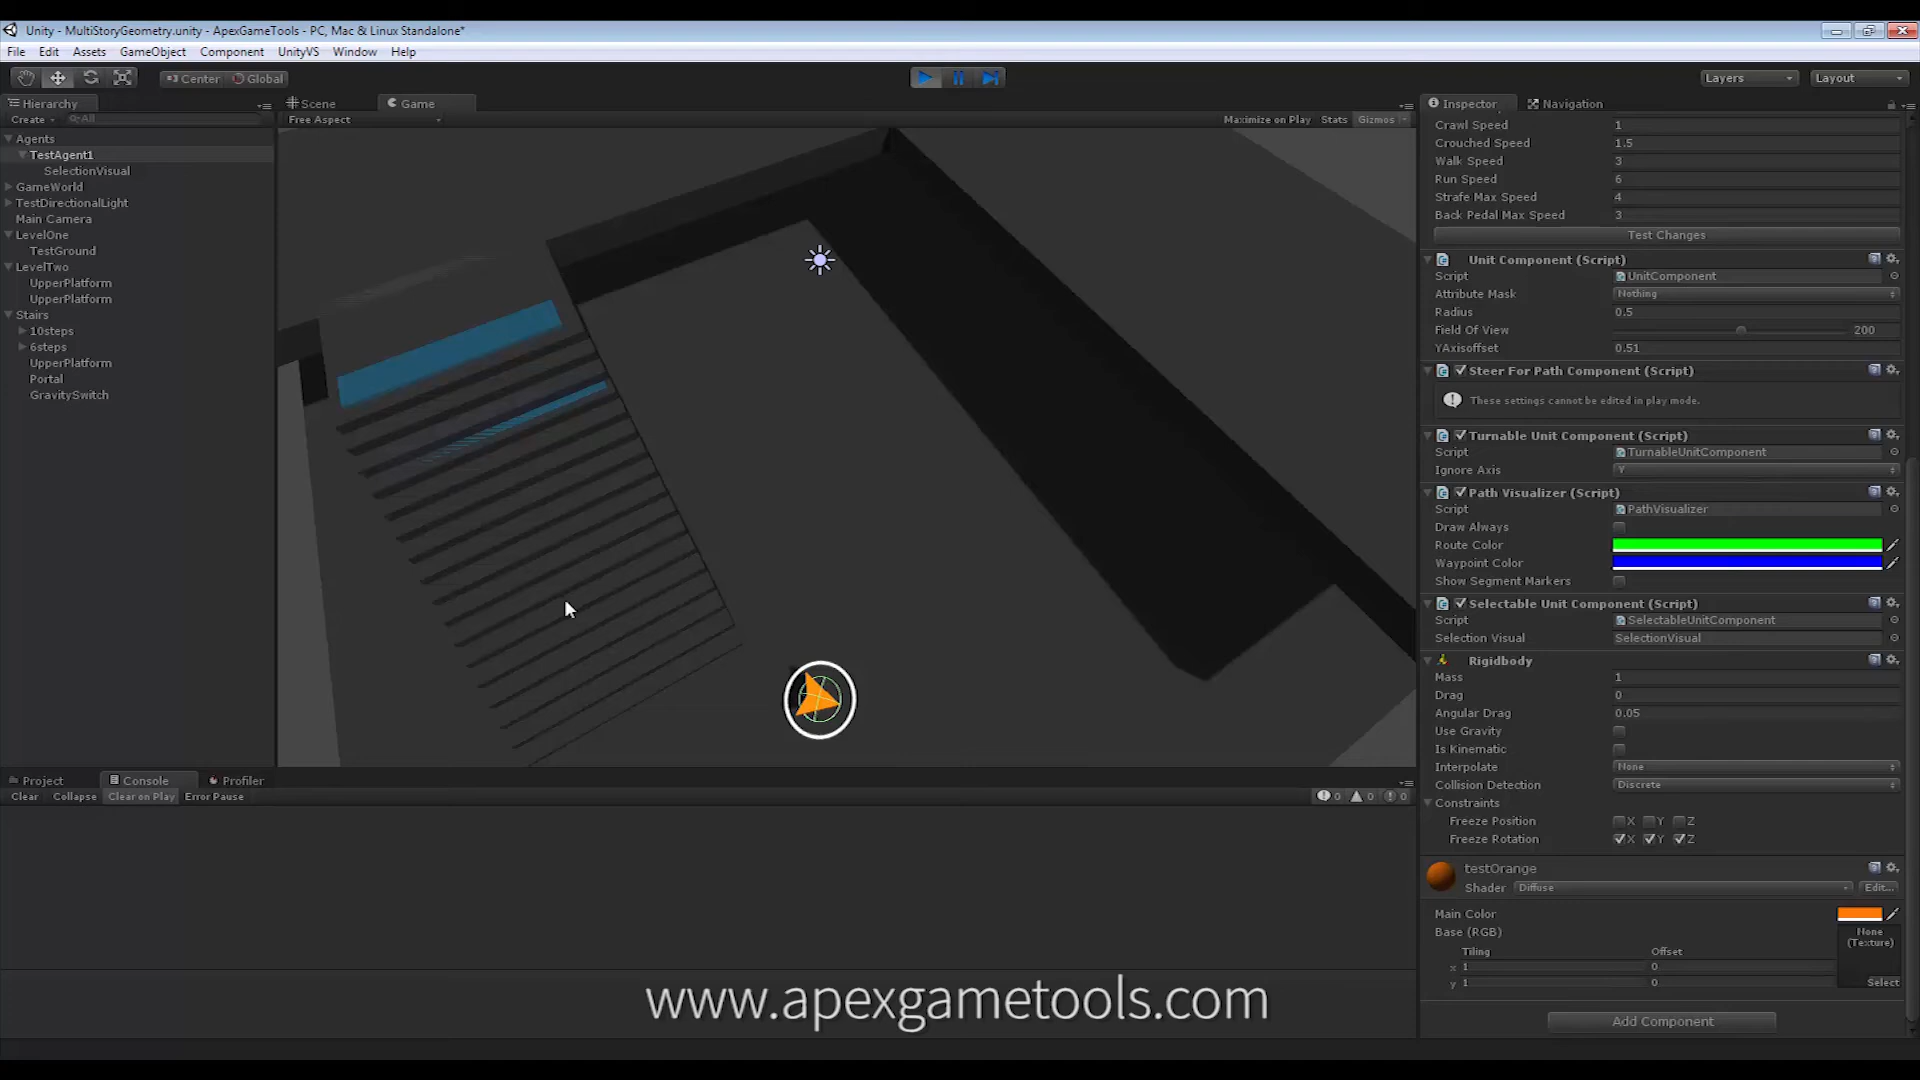 Unity - MultiStoryGeometry.unity - ApexGameTools - PC, Mac & Linux Standalone*
File Edit Assets GameObject Component UnityVS Window Help
Center Global
Layers Layout
Hierarchy
Create All
Agents
TestAgent1
SelectionVisual
GameWorld
TestDirectionalLight
Main Camera
LevelOne
TestGround
LevelTwo
UpperPlatform
UpperPlatform
Stairs
10steps
6steps
UpperPlatform
Portal
GravitySwitch
Scene Game
Free Aspect Maximize on Play Stats Gizmos
Inspector Navigation
Crawl Speed 1
Crouched Speed 1.5
Walk Speed 3
Run Speed 6
Strafe Max Speed 4
Back Pedal Max Speed 3
Test Changes
Unit Component (Script)
Script UnitComponent
Attribute Mask Nothing
Radius 0.5
Field Of View 200
YAxisoffset 0.51
Steer For Path Component (Script)
These settings cannot be edited in play mode.
Turnable Unit Component (Script)
Script TurnableUnitComponent
Ignore Axis Y
Path Visualizer (Script)
Script PathVisualizer
Draw Always
Route Color
Waypoint Color
Show Segment Markers
Selectable Unit Component (Script)
Script SelectableUnitComponent
Selection Visual SelectionVisual
Rigidbody
Mass 1
Drag 0
Angular Drag 0.05
Use Gravity
Is Kinematic
Interpolate None
Collision Detection Discrete
Constraints
Freeze Position X Y Z
Freeze Rotation X Y Z
testOrange
Shader Diffuse Edit...
Main Color
Base (RGB)
None
(Texture)
Tiling Offset
x 1 0
y 1 0
Select
Add Component
Project Console Profiler
Clear Collapse Clear on Play Error Pause 0 0 0
www.apexgametools.com